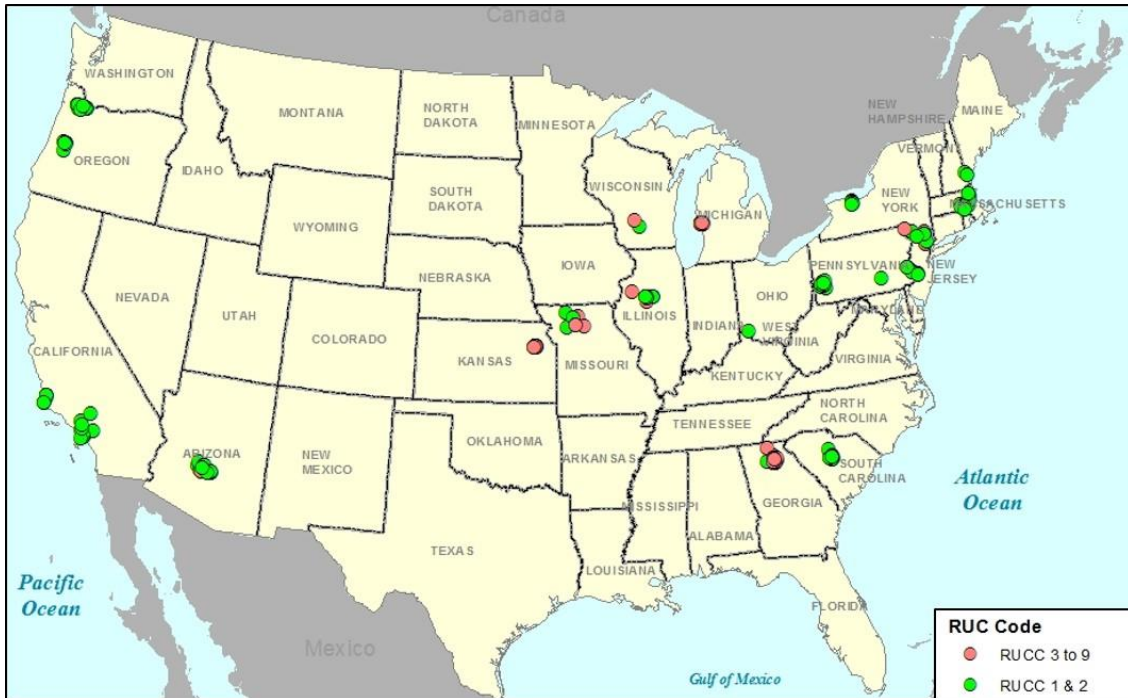 Canada
WASHINGTON
MONTANA
NORTH
DAKOTA
MINNESOTA
NEW
HAMPSHIRE
MAINE
VERMONT
OREGON
IDAHO
SOUTH
DAKOTA
WISCONSIN
MICHIGAN
NEW
YORK
MASSACHUSETTS
WYOMING
IOWA
PENNSYLVANIA
NEW
JERSEY
NEBRASKA
NEVADA
UTAH
COLORADO
KANSAS
MISSOURI
ILLINOIS
INDIANA
OHIO
WEST
VIRGINIA
MARYLAND
VIRGINIA
KENTUCKY
CALIFORNIA
ARIZONA
NEW
MEXICO
OKLAHOMA
ARKANSAS
TENNESSEE
NORTH
CAROLINA
SOUTH
CAROLINA
MISSISSIPPI
ALABAMA
GEORGIA
TEXAS
LOUISIANA
FLORIDA
Atlantic
Ocean
Pacific
Ocean
Mexico
Gulf of Mexico
RUC Code
RUCC 3 to 9
RUCC 1 & 2